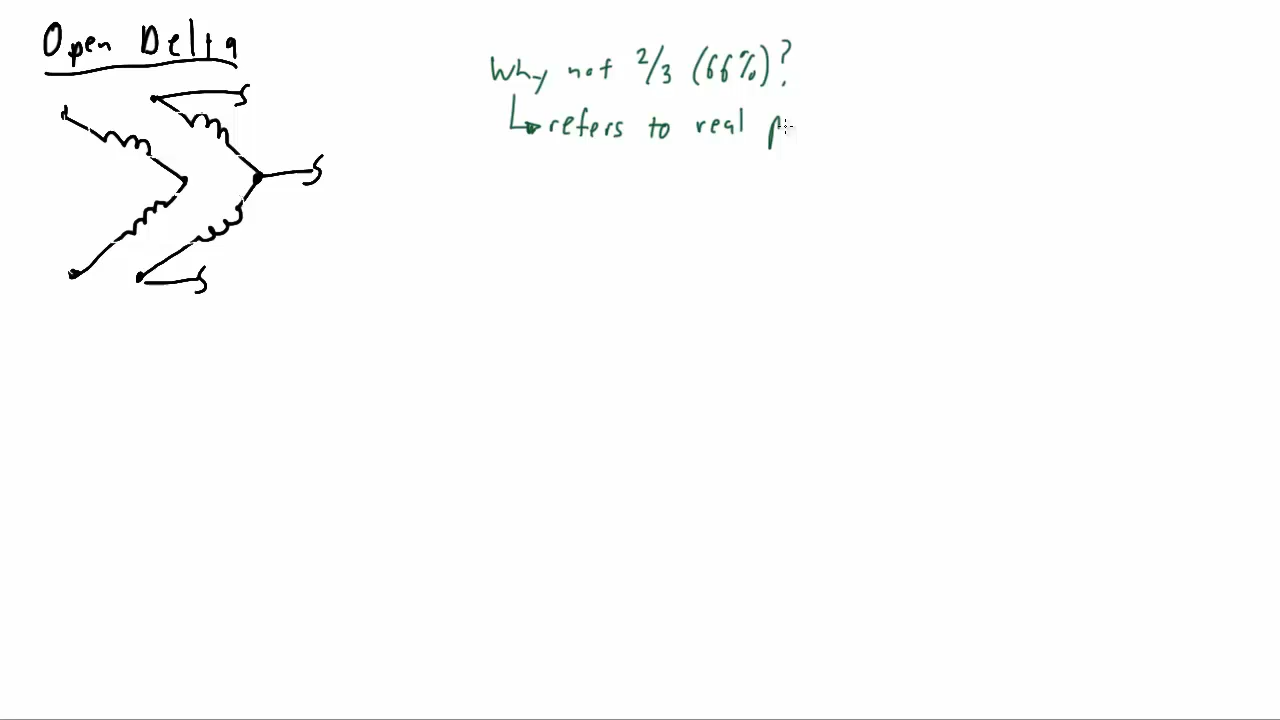 Open Delta
Why not 2/3 (66%)?
refers to real p